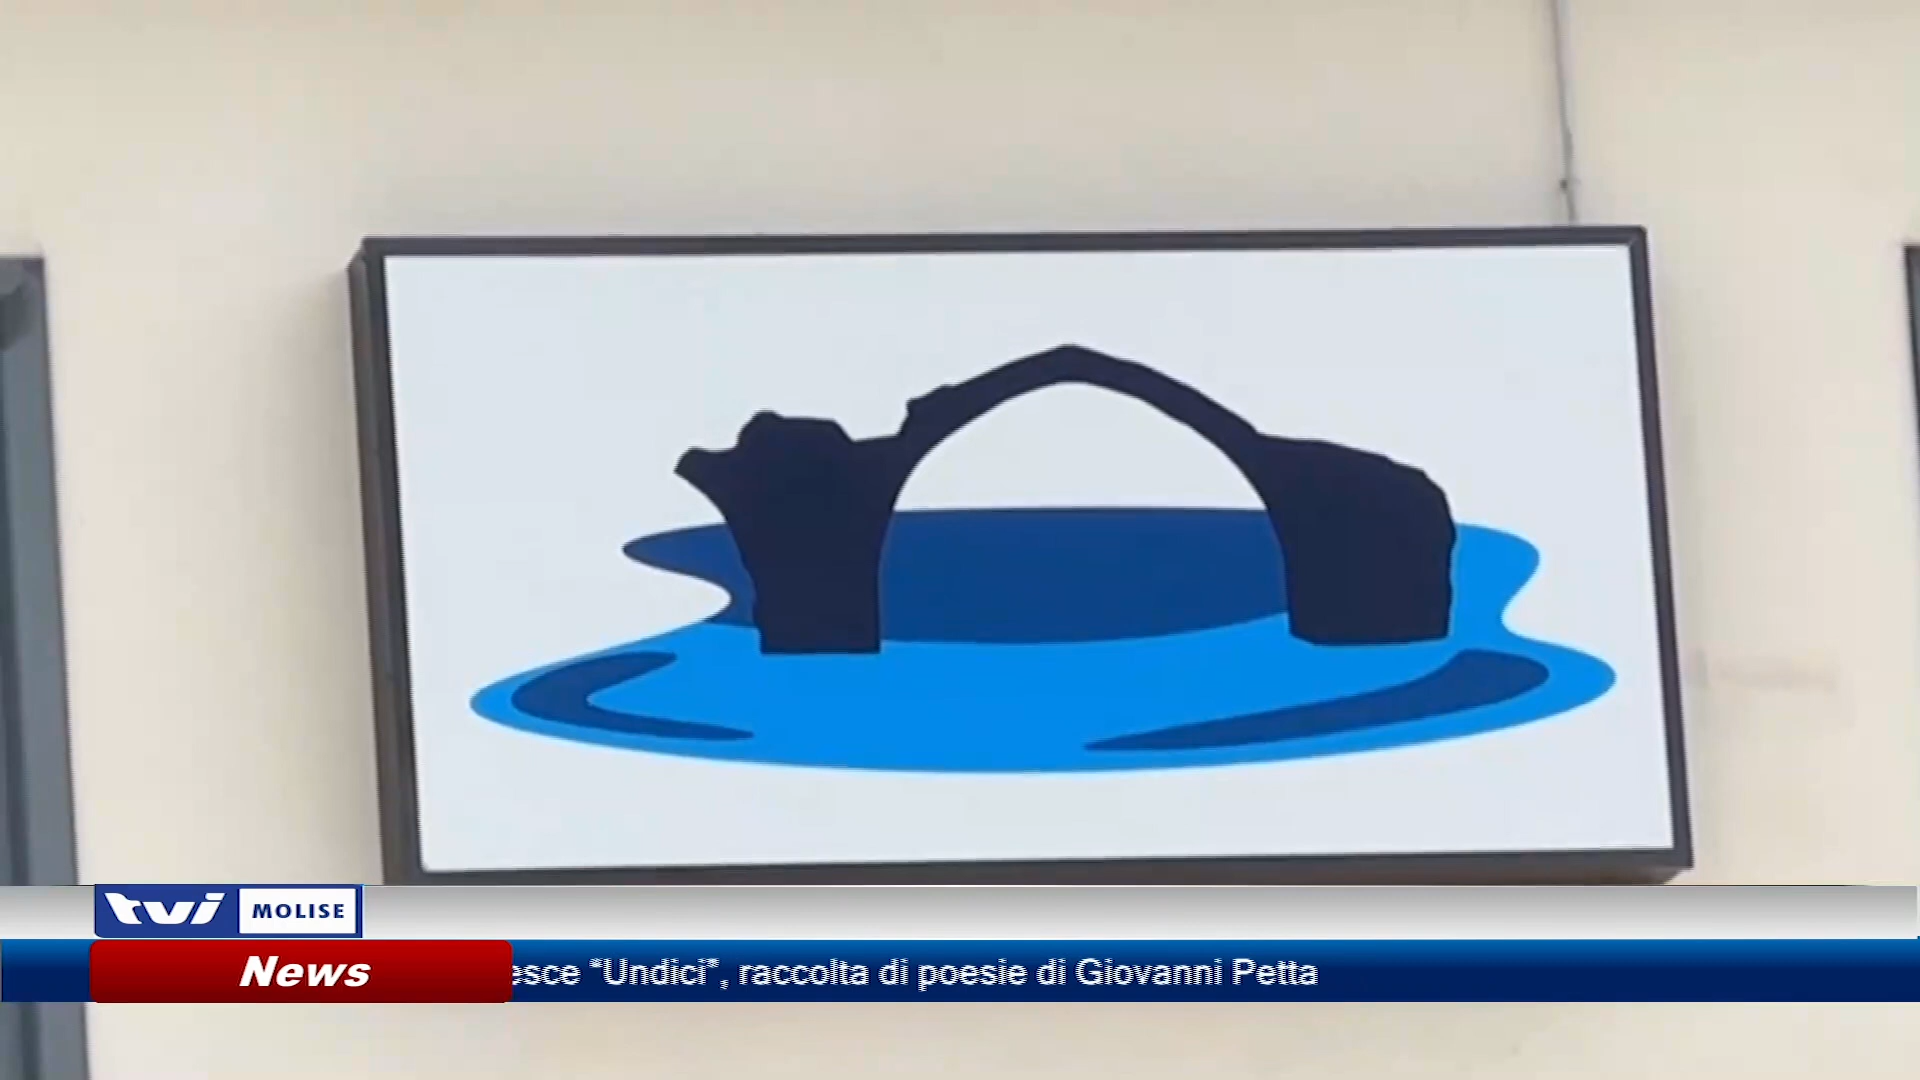 tvi MOLISE
News
esce “Undici”, raccolta di poesie di Giovanni Petta